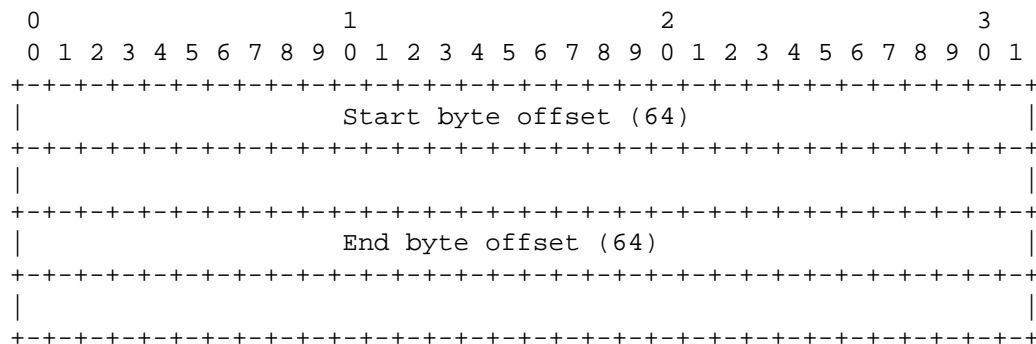 0                   1                   2                   3
 0 1 2 3 4 5 6 7 8 9 0 1 2 3 4 5 6 7 8 9 0 1 2 3 4 5 6 7 8 9 0 1
+-+-+-+-+-+-+-+-+-+-+-+-+-+-+-+-+-+-+-+-+-+-+-+-+-+-+-+-+-+-+-+-+
|                    Start byte offset (64)                     |
+-+-+-+-+-+-+-+-+-+-+-+-+-+-+-+-+-+-+-+-+-+-+-+-+-+-+-+-+-+-+-+-+
|                                                               |
+-+-+-+-+-+-+-+-+-+-+-+-+-+-+-+-+-+-+-+-+-+-+-+-+-+-+-+-+-+-+-+-+
|                    End byte offset (64)                       |
+-+-+-+-+-+-+-+-+-+-+-+-+-+-+-+-+-+-+-+-+-+-+-+-+-+-+-+-+-+-+-+-+
|                                                               |
+-+-+-+-+-+-+-+-+-+-+-+-+-+-+-+-+-+-+-+-+-+-+-+-+-+-+-+-+-+-+-+-+